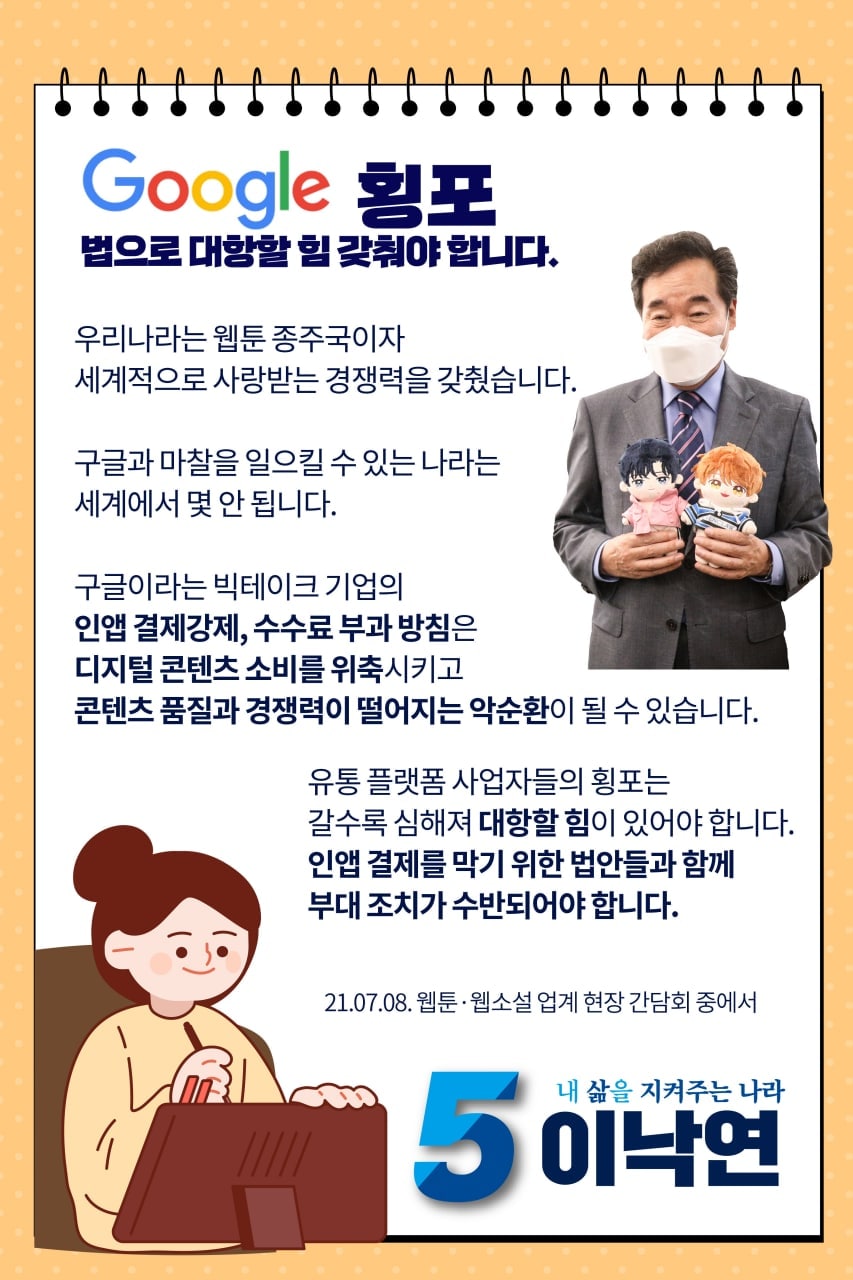 Google 횡포
법으로 대항할 힘 갖춰야 합니다.
우리나라는 웹툰 종주국이자
세계적으로 사랑받는 경쟁력을 갖췄습니다.
구글과 마찰을 일으킬 수 있는 나라는
세계에서 몇 안 됩니다.
구글이라는 빅테이크 기업의
인앱 결제강제, 수수료 부과 방침은
디지털 콘텐츠 소비를 위축시키고
콘텐츠 품질과 경쟁력이 떨어지는 악순환이 될 수 있습니다.
유통 플랫폼 사업자들의 횡포는
갈수록 심해져 대항할 힘이 있어야 합니다.
인앱 결제를 막기 위한 법안들과 함께
부대 조치가 수반되어야 합니다.
21.07.08. 웹툰·웹소설 업계 현장 간담회 중에서
내 삶을 지켜주는 나라
5 이낙연